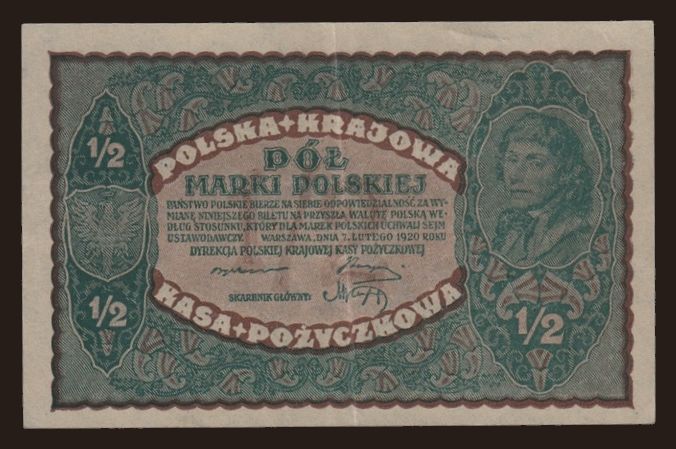 POLSKA+KRAJOWA
1/2
PÓŁ
MARKI POLSKIEJ
PAŃSTWO POLSKIE BIERZE NA SIEBIE ODPOWIEDZIALNOŚĆ ZA WY-
MIANĘ NINIEJSZEGO BILETU NA PRZYSZŁĄ WALUTĘ POLSKĄ WE-
DŁUG STOSUNKU, KTÓRY DLA MAREK POLSKICH UCHWALI SEJM
USTAWODAWCZY. WARSZAWA, DNIA 7. LUTEGO 1920 ROKU
DYREKCJA POLSKIEJ KRAJOWEJ KASY POŻYCZKOWEJ
SKARBNIK GŁÓWNY:
1/2
1/2
KASA+POŻYCZKOWA